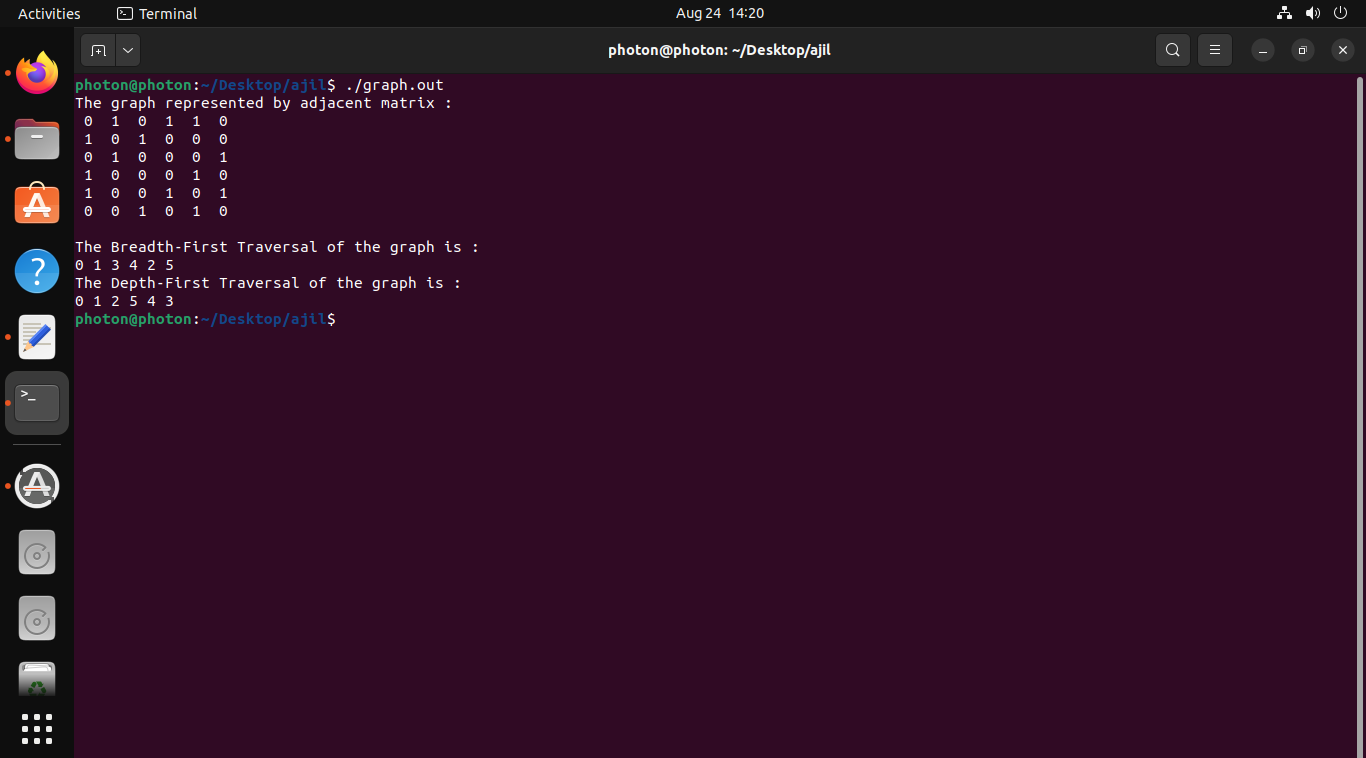 Activities Terminal Aug 24 14:20
photon@photon: ~/Desktop/ajil
photon@photon:~/Desktop/ajil$ ./graph.out
The graph represented by adjacent matrix :
0 1 0 1 1 0
1 0 1 0 0 0
0 1 0 0 0 1
1 0 0 0 1 0
1 0 0 1 0 1
0 0 1 0 1 0
The Breadth-First Traversal of the graph is :
0 1 3 4 2 5
The Depth-First Traversal of the graph is :
0 1 2 5 4 3
photon@photon:~/Desktop/ajil$